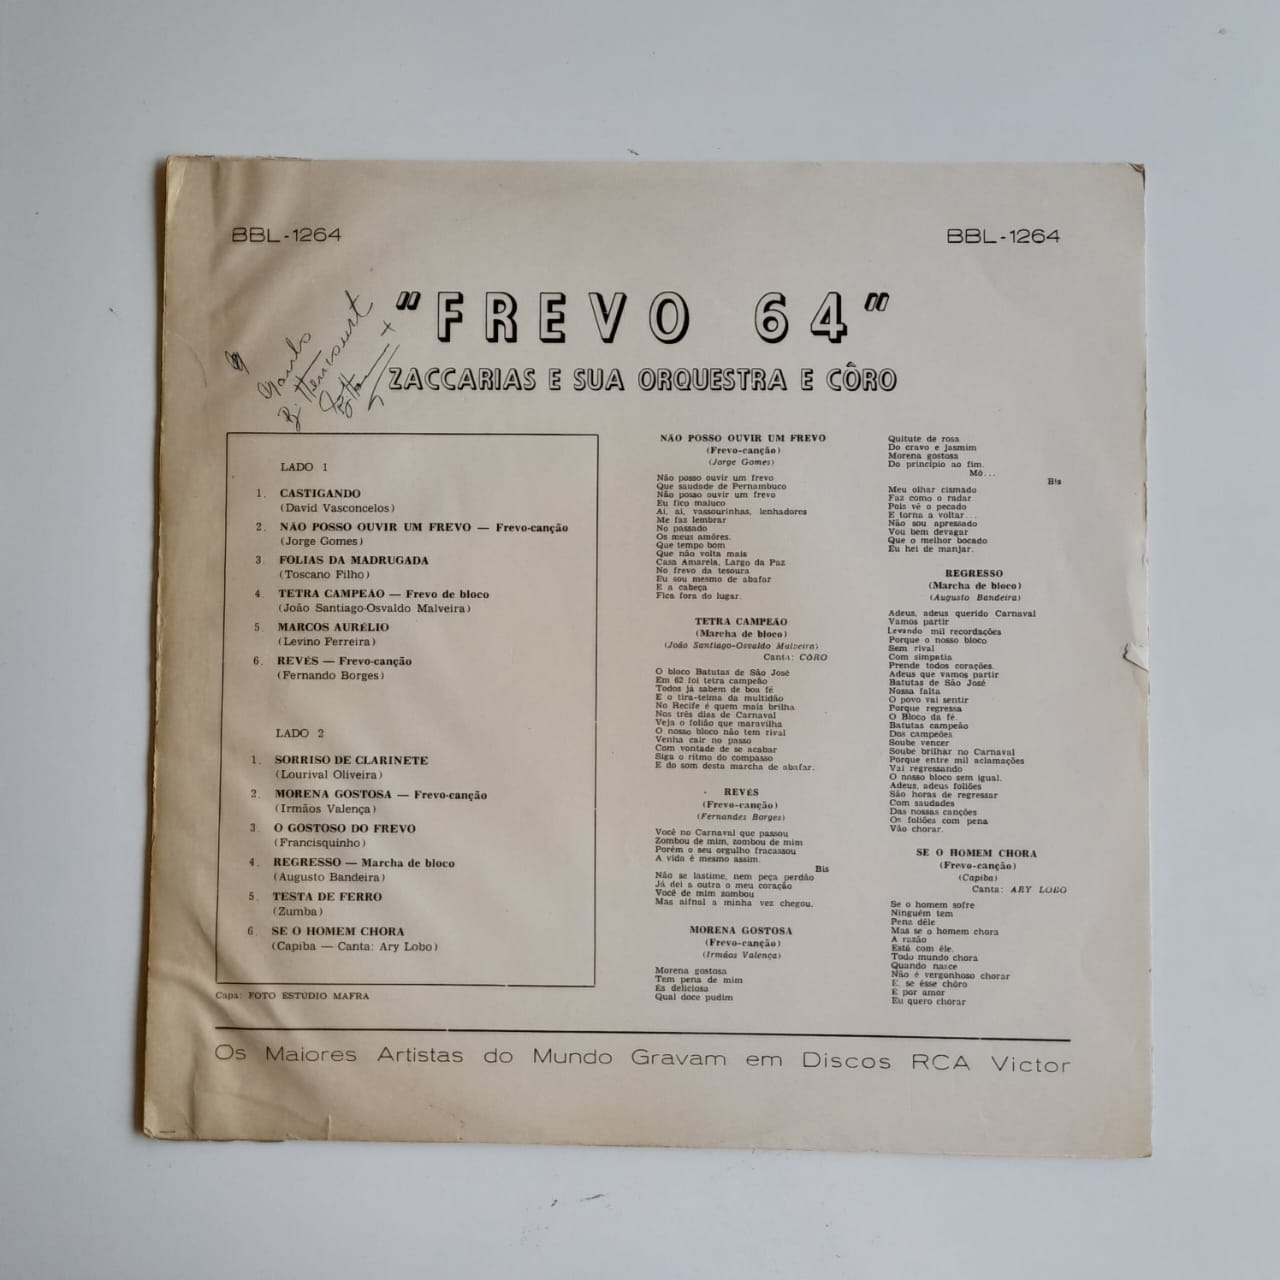 BBL-1264
BBL-1264
"FREVO 64"
ZACCARIAS E SUA ORQUESTRA E CÔRO
Bittencourt
LADO 1
1. CASTIGANDO
(David Vasconcelos)
2. NÃO POSSO OUVIR UM FREVO — Frevo-canção
(Jorge Gomes)
3. FOLIAS DA MADRUGADA
(Toscano Filho)
4. TETRA CAMPEÃO — Frevo de bloco
(João Santiago-Osvaldo Malveira)
5. MARCOS AURÉLIO
(Levino Ferreira)
6. REVÉS — Frevo-canção
(Fernando Borges)
LADO 2
1. SORRISO DE CLARINETE
(Lourival Oliveira)
2. MORENA GOSTOSA — Frevo-canção
(Irmãos Valença)
3. O GOSTOSO DO FREVO
(Francisquinho)
4. REGRESSO — Marcha de bloco
(Augusto Bandeira)
5. TESTA DE FERRO
(Zumba)
6. SE O HOMEM CHORA
(Capiba — Canta: Ary Lobo)
Capa: FOTO ESTÚDIO MAFRA
NÃO POSSO OUVIR UM FREVO
(Frevo-canção)
(Jorge Gomes)
Não posso ouvir um frevo
Que saudade de Pernambuco
Não posso ouvir um frevo
Eu fico maluco
Ai, ai, vassourinhas, lenhadores
Me faz lembrar
No passado
Os meus amôres.
Que tempo bom
Que não volta mais
Casa Amarela, Largo da Paz
No frevo da tesoura
Eu sou mesmo de abafar
E a cabeça
Fica fora do lugar.
TETRA CAMPEÃO
(Marcha de bloco)
(João Santiago-Osvaldo Malveira)
Canta: CÔRO
O bloco Batutas de São José
Em 62 foi tetra campeão
Todos já sabem de boa fé
E o tira-teima da multidão
No Recife é quem mais brilha
Nos três dias de Carnaval
Veja o folião que maravilha
O nosso bloco não tem rival
Venha cair no passo
Com vontade de se acabar
Siga o ritmo do compasso
E do som desta marcha de abafar.
REVÉS
(Frevo-canção)
(Fernandes Borges)
Você no Carnaval que passou
Zombou de mim, zombou de mim
Porém o seu orgulho fracassou
A vida é mesmo assim.
Bis
Não se lastime, nem peça perdão
Já dei a outra o meu coração
Você de mim zombou
Mas aifnal a minha vez chegou.
MORENA GOSTOSA
(Frevo-canção)
(Irmãos Valença)
Morena gostosa
Tem pena de mim
És deliciosa
Qual doce pudim
Quitute de rosa
Do cravo e jasmim
Morena gostosa
Do princípio ao fim.
Mo...
Bis
Meu olhar cismado
Faz como o radar
Pois vê o pecado
E torna a voltar...
Não sou apressado
Vou bem devagar
Que o melhor bocado
Eu hei de manjar.
REGRESSO
(Marcha de bloco)
(Augusto Bandeira)
Adeus, adeus querido Carnaval
Vamos partir
Levando mil recordações
Porque o nosso bloco
Sem rival
Com simpatia
Prende todos corações.
Adeus que vamos partir
Batutas de São José
Nossa falta
O povo vai sentir
Porque regressa
O Bloco da fé.
Batutas campeão
Dos campeões
Soube vencer
Soube brilhar no Carnaval
Porque entre mil aclamações
Vai regressando
O nosso bloco sem igual.
Adeus, adeus foliões
São horas de regressar
Com saudades
Das nossas canções
Os foliões com pena
Vão chorar.
SE O HOMEM CHORA
(Frevo-canção)
(Capiba)
Canta: ARY LOBO
Se o homem sofre
Ninguém tem
Pena dêle
Mas se o homem chora
A razão
Está com êle.
Todo mundo chora
Quando nasce
Não é vergonhoso chorar
E, se êsse chôro
É por amor
Eu quero chorar
Os Maiores Artistas do Mundo Gravam em Discos RCA Victor